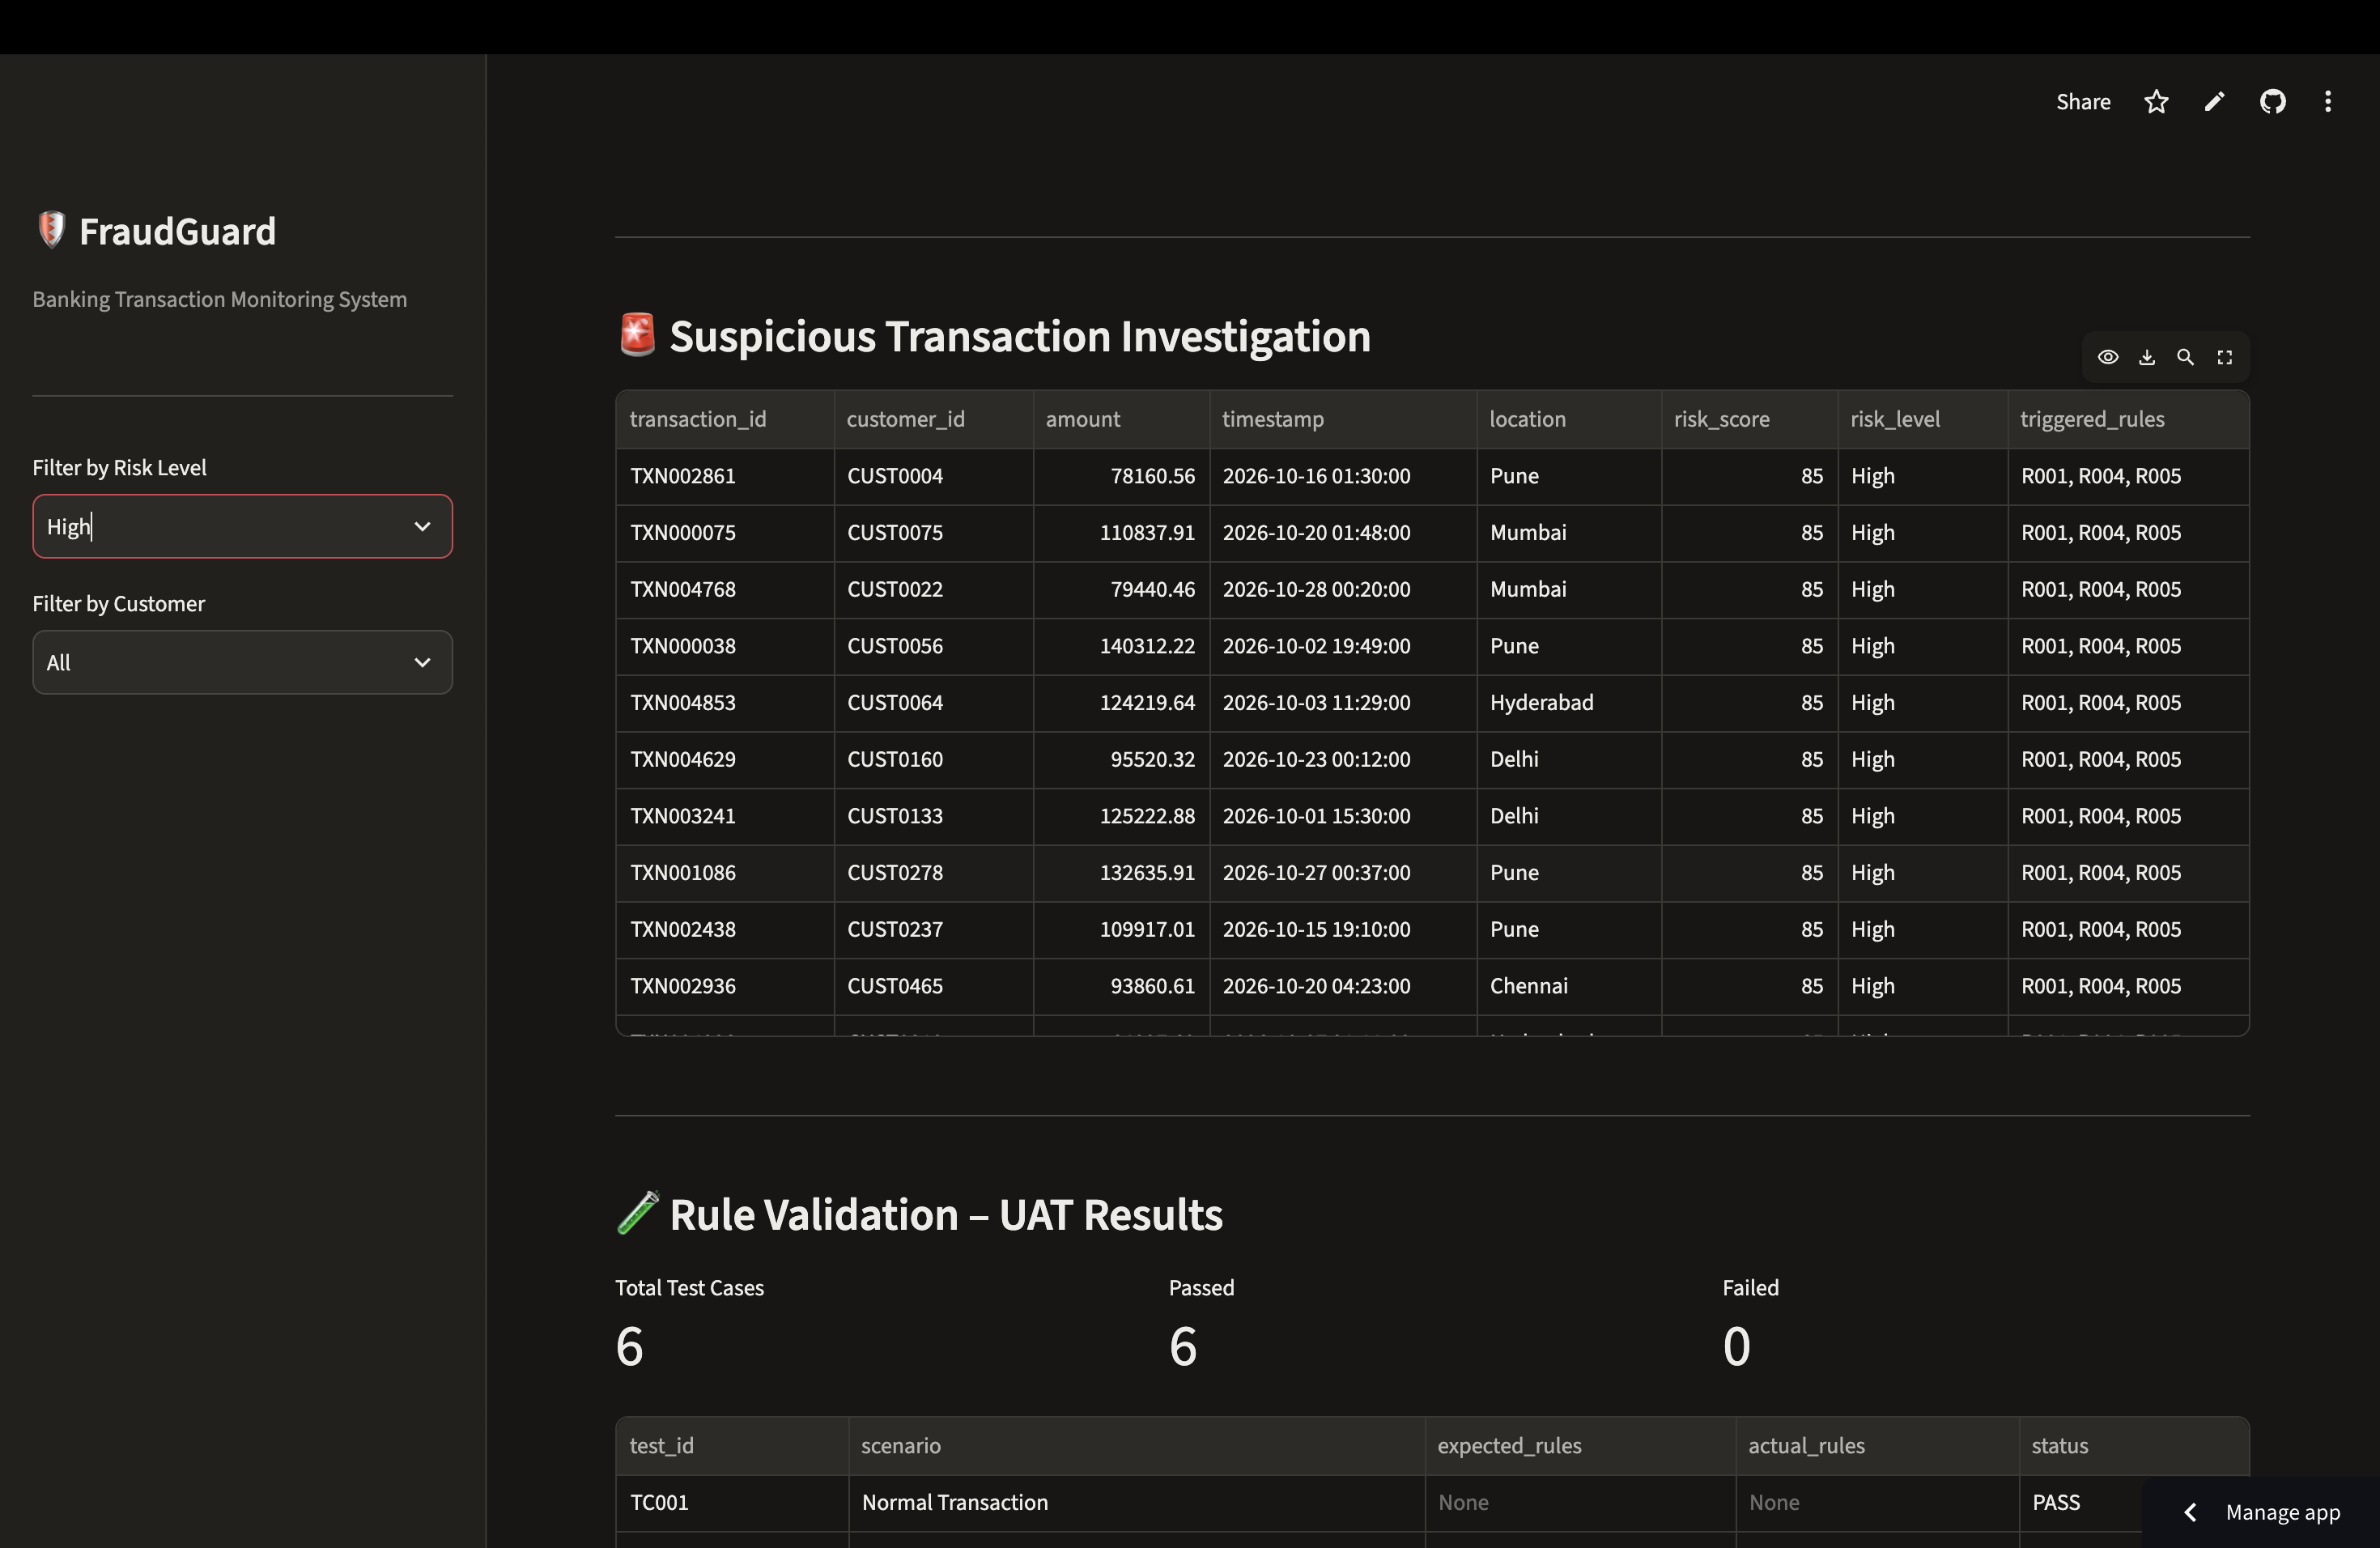 Share
FraudGuard
Banking Transaction Monitoring System
Filter by Risk Level
High
Filter by Customer
All
Suspicious Transaction Investigation
transaction_id customer_id amount timestamp location risk_score risk_level triggered_rules
TXN002861 CUST0004 78160.56 2026-10-16 01:30:00 Pune 85 High R001, R004, R005
TXN000075 CUST0075 110837.91 2026-10-20 01:48:00 Mumbai 85 High R001, R004, R005
TXN004768 CUST0022 79440.46 2026-10-28 00:20:00 Mumbai 85 High R001, R004, R005
TXN000038 CUST0056 140312.22 2026-10-02 19:49:00 Pune 85 High R001, R004, R005
TXN004853 CUST0064 124219.64 2026-10-03 11:29:00 Hyderabad 85 High R001, R004, R005
TXN004629 CUST0160 95520.32 2026-10-23 00:12:00 Delhi 85 High R001, R004, R005
TXN003241 CUST0133 125222.88 2026-10-01 15:30:00 Delhi 85 High R001, R004, R005
TXN001086 CUST0278 132635.91 2026-10-27 00:37:00 Pune 85 High R001, R004, R005
TXN002438 CUST0237 109917.01 2026-10-15 19:10:00 Pune 85 High R001, R004, R005
TXN002936 CUST0465 93860.61 2026-10-20 04:23:00 Chennai 85 High R001, R004, R005
Rule Validation – UAT Results
Total Test Cases Passed Failed
6 6 0
test_id scenario expected_rules actual_rules status
TC001 Normal Transaction None None PASS
Manage app